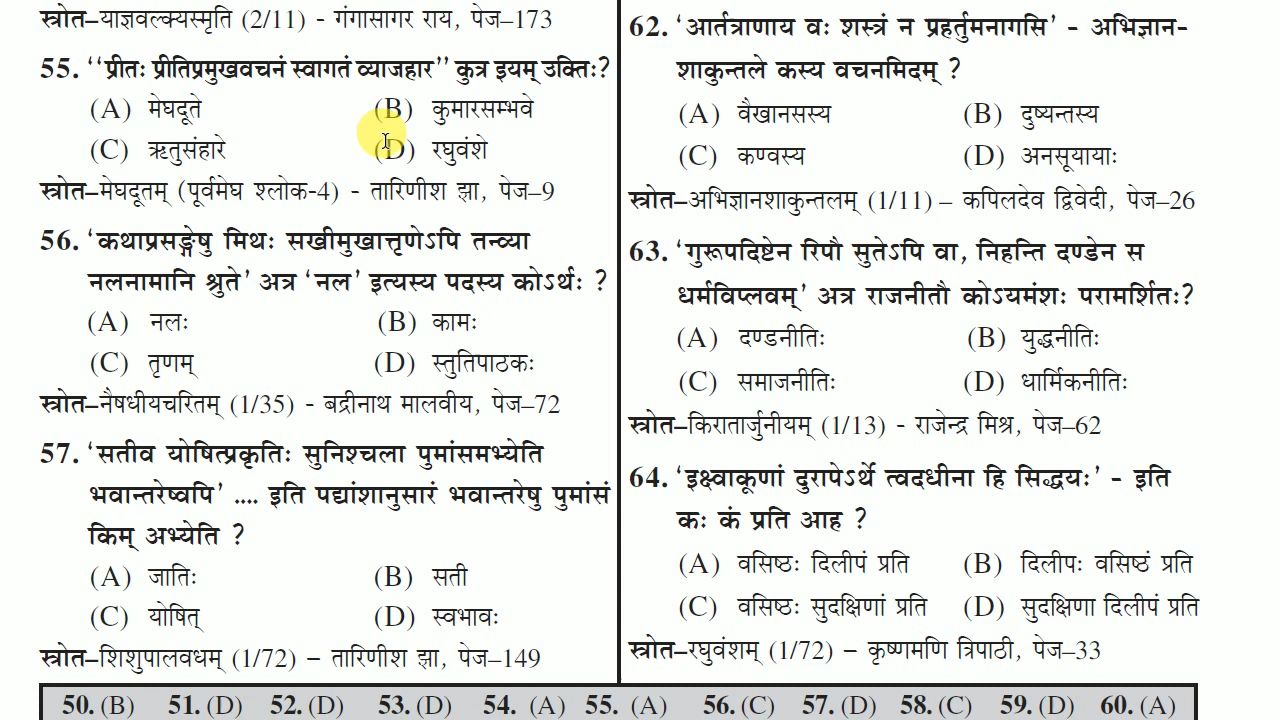 स्त्रोत–याज्ञवल्क्यस्मृति (2/11) - गंगासागर राय, पेज–173
55. ‘‘प्रीतः प्रीतिप्रमुखवचनं स्वागतं व्याजहार’’ कुत्र इयम् उक्तिः?
(A) मेघदूते (B) कुमारसम्भवे
(C) ऋतुसंहारे (D) रघुवंशे
स्त्रोत–मेघदूतम् (पूर्वमेघ श्लोक-4) - तारिणीश झा, पेज–9
56. ‘कथाप्रसङ्गेषु मिथः सखीमुखात्तृणेऽपि तन्व्या
नलनामानि श्रुते’ अत्र ‘नल’ इत्यस्य पदस्य कोऽर्थः ?
(A) नलः (B) कामः
(C) तृणम् (D) स्तुतिपाठकः
स्त्रोत–नैषधीयचरितम् (1/35) - बद्रीनाथ मालवीय, पेज–72
57. ‘सतीव योषित्प्रकृतिः सुनिश्चला पुमांसमभ्येति
भवान्तरेष्वपि’ .... इति पद्यांशानुसारं भवान्तरेषु पुमांसं
किम् अभ्येति ?
(A) जातिः (B) सती
(C) योषित् (D) स्वभावः
स्त्रोत–शिशुपालवधम् (1/72) – तारिणीश झा, पेज–149
62. ‘आर्तत्राणाय वः शस्त्रं न प्रहर्तुमनागसि’ – अभिज्ञान–
शाकुन्तले कस्य वचनमिदम् ?
(A) वैखानसस्य (B) दुष्यन्तस्य
(C) कण्वस्य (D) अनसूयायाः
स्त्रोत–अभिज्ञानशाकुन्तलम् (1/11) – कपिलदेव द्विवेदी, पेज–26
63. ‘गुरूपदिष्टेन रिपौ सुतेऽपि वा, निहन्ति दण्डेन स
धर्मविप्लवम्’ अत्र राजनीतौ कोऽयमंशः परामर्शितः?
(A) दण्डनीतिः (B) युद्धनीतिः
(C) समाजनीतिः (D) धार्मिकनीतिः
स्त्रोत–किरातार्जुनीयम् (1/13) - राजेन्द्र मिश्र, पेज–62
64. ‘इक्ष्वाकूणां दुरापेऽर्थे त्वदधीना हि सिद्धयः’ – इति
कः कं प्रति आह ?
(A) वसिष्ठः दिलीपं प्रति (B) दिलीपः वसिष्ठं प्रति
(C) वसिष्ठः सुदक्षिणां प्रति (D) सुदक्षिणा दिलीपं प्रति
स्त्रोत–रघुवंशम् (1/72) – कृष्णमणि त्रिपाठी, पेज–33
50. (B) 51. (D) 52. (D) 53. (D) 54. (A) 55. (A) 56. (C) 57. (D) 58. (C) 59. (D) 60. (A)